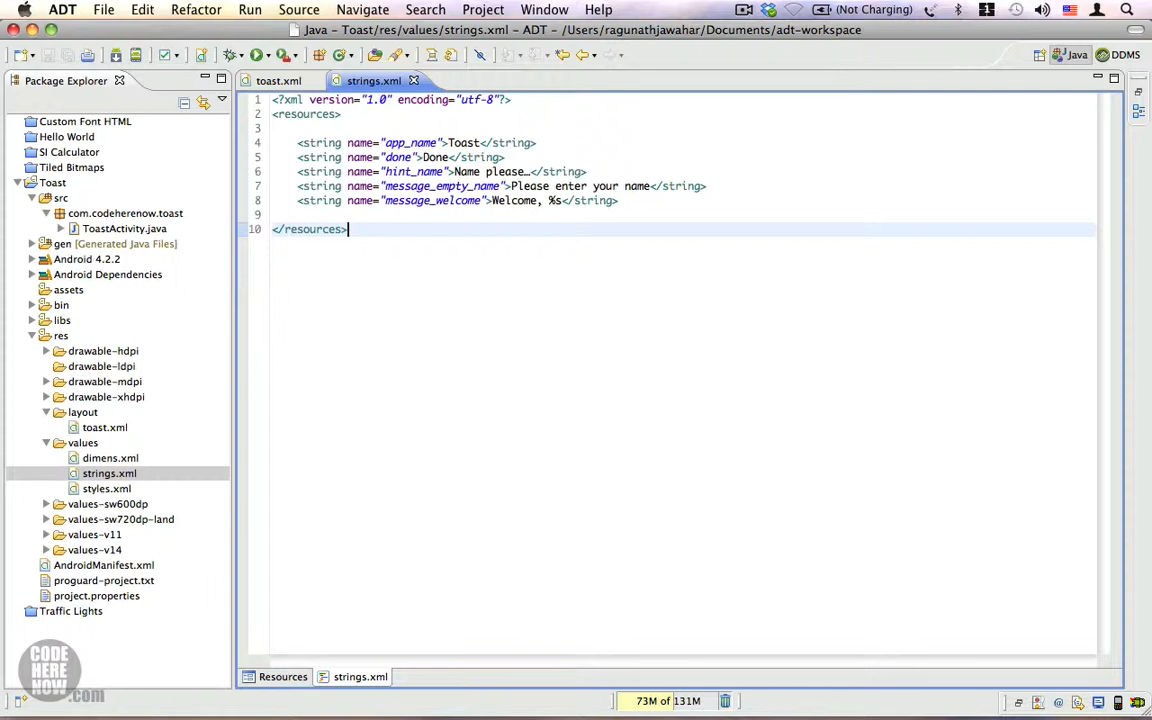 ADT File Edit Refactor Run Source Navigate Search Project Window Help (Not Charging) 1
Java - Toast/res/values/strings.xml - ADT - /Users/ragunathjawahar/Documents/adt-workspace
Java DDMS
Package Explorer toast.xml strings.xml
Custom Font HTML
Hello World
SI Calculator
Tiled Bitmaps
Toast
src
com.codeherenow.toast
ToastActivity.java
gen [Generated Java Files]
Android 4.2.2
Android Dependencies
assets
bin
libs
res
drawable-hdpi
drawable-ldpi
drawable-mdpi
drawable-xhdpi
layout
toast.xml
values
dimens.xml
strings.xml
styles.xml
values-sw600dp
values-sw720dp-land
values-v11
values-v14
AndroidManifest.xml
proguard-project.txt
project.properties
Traffic Lights
1 <?xml version="1.0" encoding="utf-8"?>
2 <resources>
3
4 <string name="app_name">Toast</string>
5 <string name="done">Done</string>
6 <string name="hint_name">Name please…</string>
7 <string name="message_empty_name">Please enter your name</string>
8 <string name="message_welcome">Welcome, %s</string>
9
10 </resources>
Resources strings.xml
73M of 131M
CODE
HERE
NOW
.com